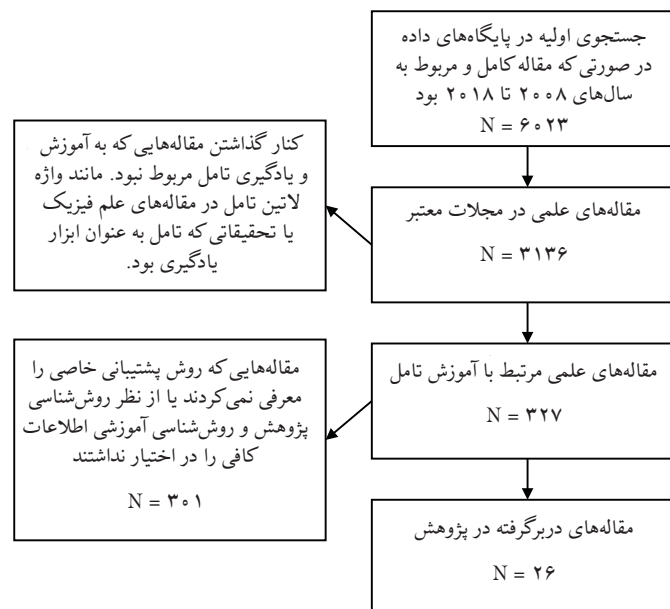 جستجوی اولیه در پایگاه‌های داده
در صورتی‌که مقاله کامل و مربوط به
سال‌های ۲۰۰۸ تا ۲۰۱۸ بود
N = ۶۰۲۳
مقاله‌های علمی در مجلات معتبر
N = ۳۱۳۶
کنار گذاشتن مقاله‌هایی‌که به آموزش
و یادگیری تامل مربوط نبود. مانند واژه
لاتین تامل در مقاله‌های علم فیزیک
یا تحقیقاتی‌که تامل به عنوان ابزار
یادگیری بود.
مقاله‌های علمی مرتبط با آموزش تامل
N = ۳۲۷
مقاله‌هایی‌که روش پشتیبانی خاصی را
معرفی نمی‌کردند یا از نظر روش‌شناسی
پژوهش و روش‌شناسی آموزشی اطلاعات
کافی را در اختیار نداشتند
N = ۳۰۱
مقاله‌های دربرگرفته در پژوهش
N = ۲۶